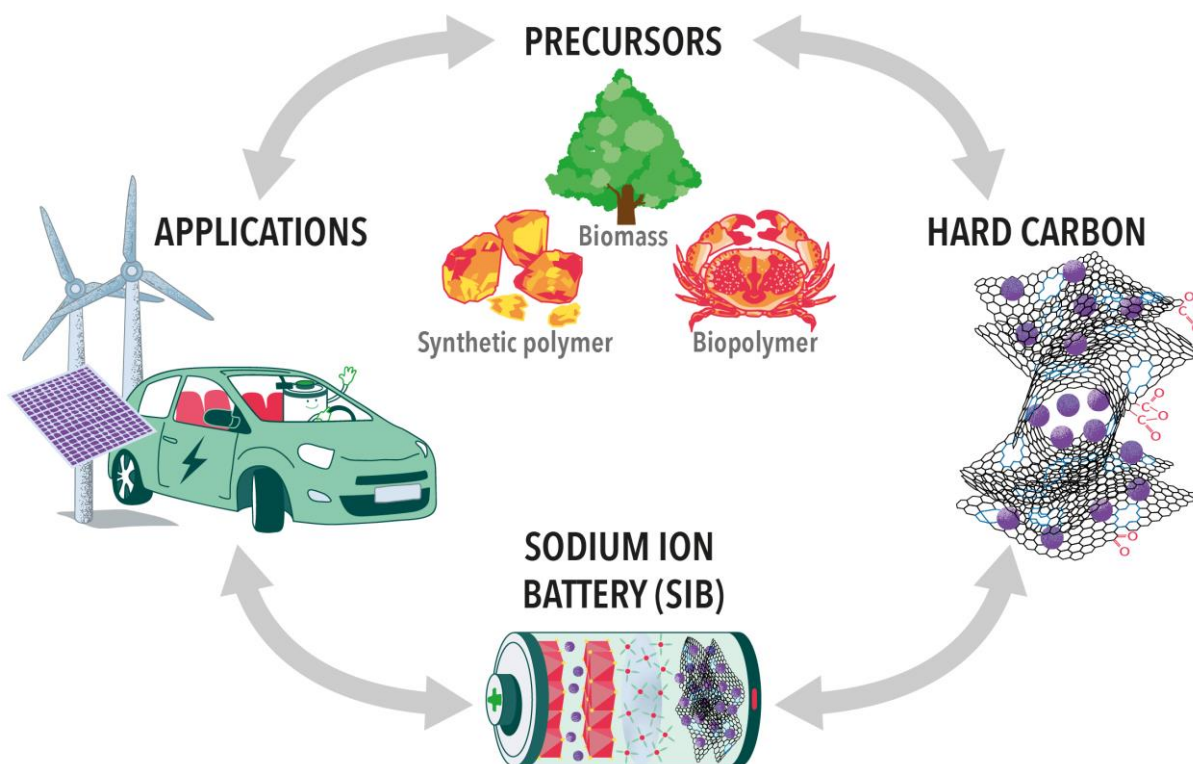 PRECURSORS
APPLICATIONS
Biomass
HARD CARBON
Synthetic polymer
Biopolymer
O
C
O
O
C
O
C
O
O
O
SODIUM ION
BATTERY (SIB)
+